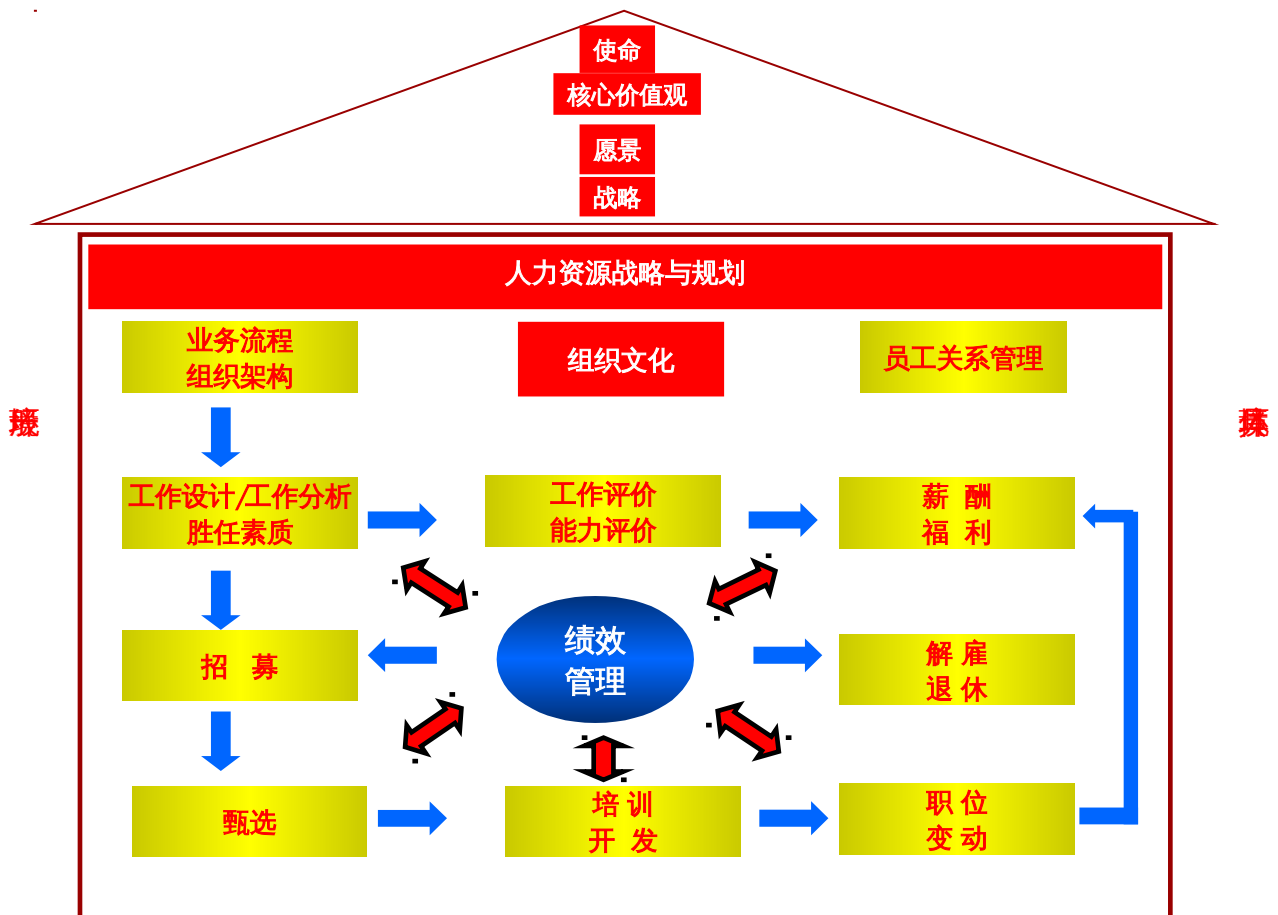 使命
核心价值观
愿景
战略
人力资源战略与规划
业务流程
组织架构
组织文化
员工关系管理
工作设计/工作分析
胜任素质
工作评价
能力评价
薪 酬
福 利
招 募
绩效
管理
解 雇
退 休
甄选
培 训
开 发
职 位
变 动